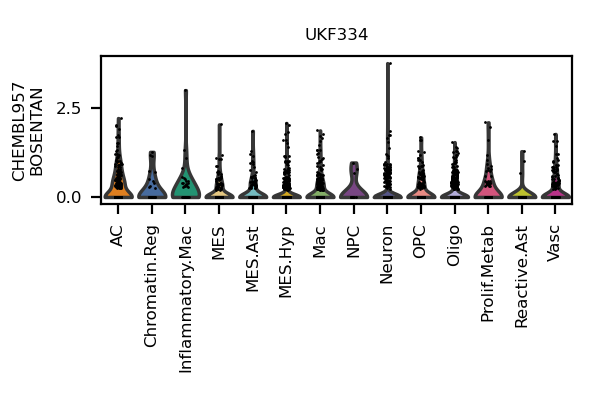 UKF334
CHEMBL957
BOSENTAN
2.5
0.0
AC
Chromatin.Reg
Inflammatory.Mac
MES
MES.Ast
MES.Hyp
Mac
NPC
Neuron
OPC
Oligo
Prolif.Metab
Reactive.Ast
Vasc